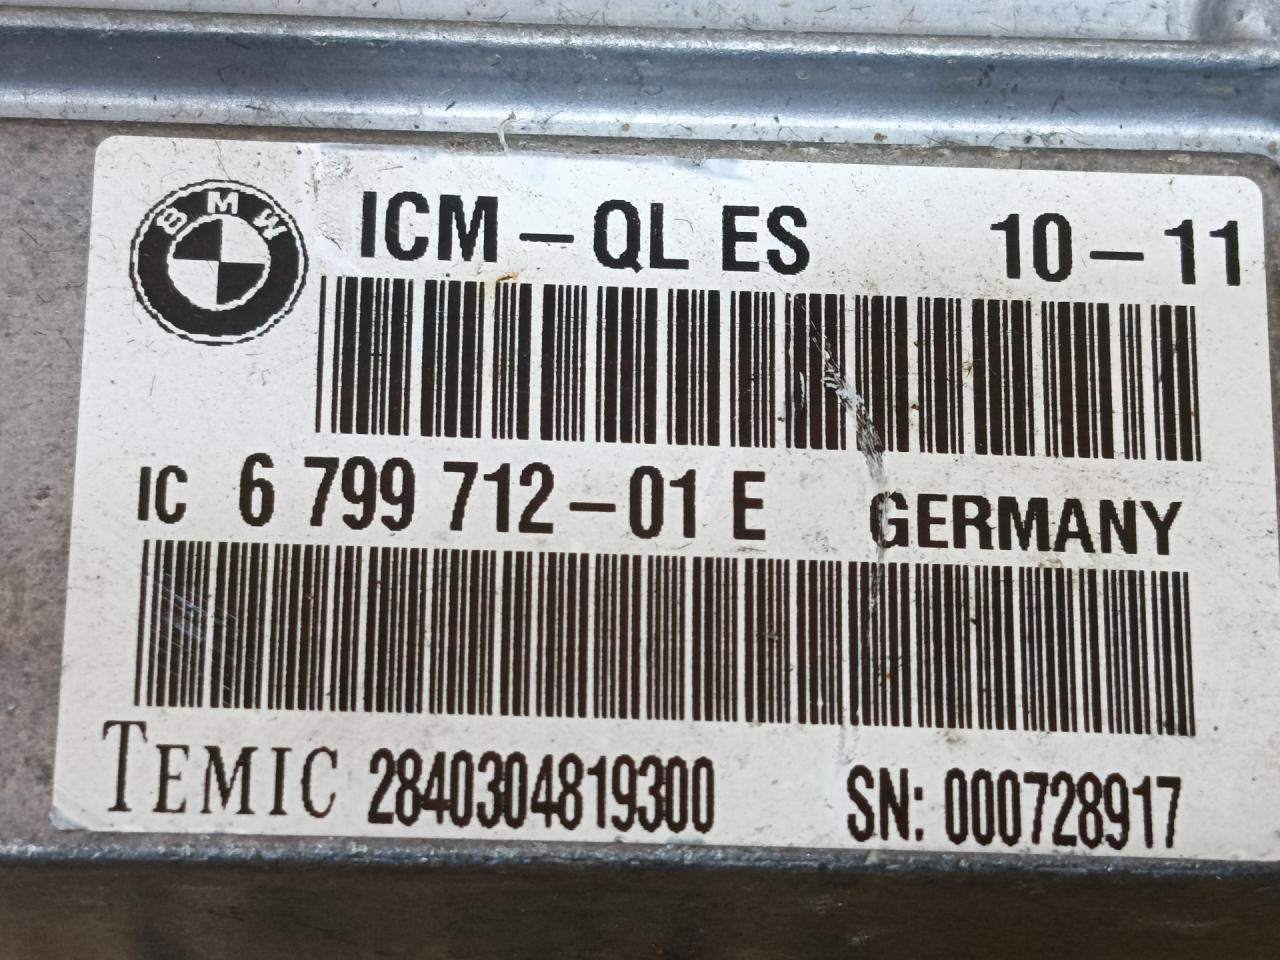 BMW
ICM - QL ES 10 - 11
IC 6 799 712 - 01 E GERMANY
TEMIC 2840304819300 SN: 000728917